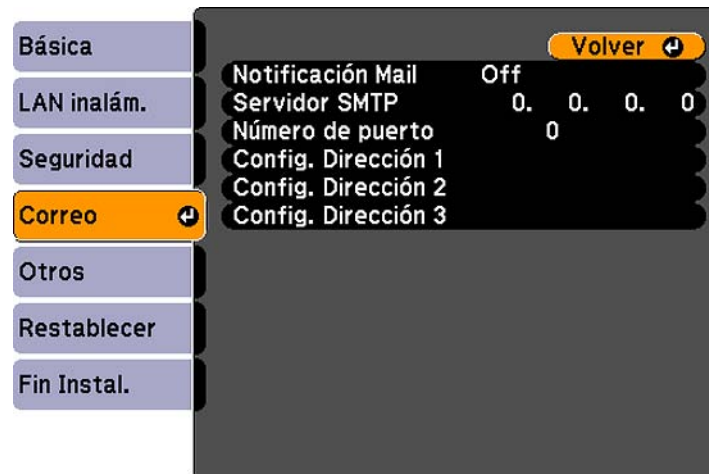 Básica
LAN inalám.
Seguridad
Correo
Otros
Restablecer
Fin Instal.
Volver
Notificación Mail Off
Servidor SMTP 0. 0. 0. 0
Número de puerto 0
Config. Dirección 1
Config. Dirección 2
Config. Dirección 3